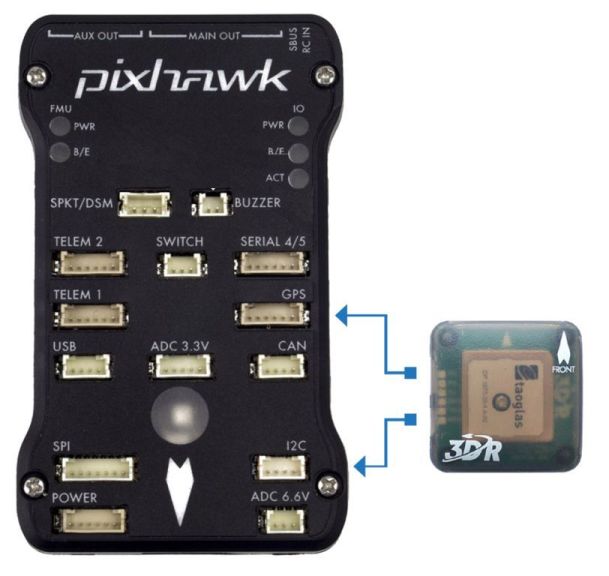 AUX OUT MAIN OUT SBUS
RC IN
pixhawk
FMU IO
PWR PWR
B/E B/E
ACT
SPKT/DSM BUZZER
TELEM 2 SWITCH SERIAL 4/5
TELEM 1 GPS
USB ADC 3.3V CAN
FRONT
taoglas
3DR
SPI I2C
POWER ADC 6.6V